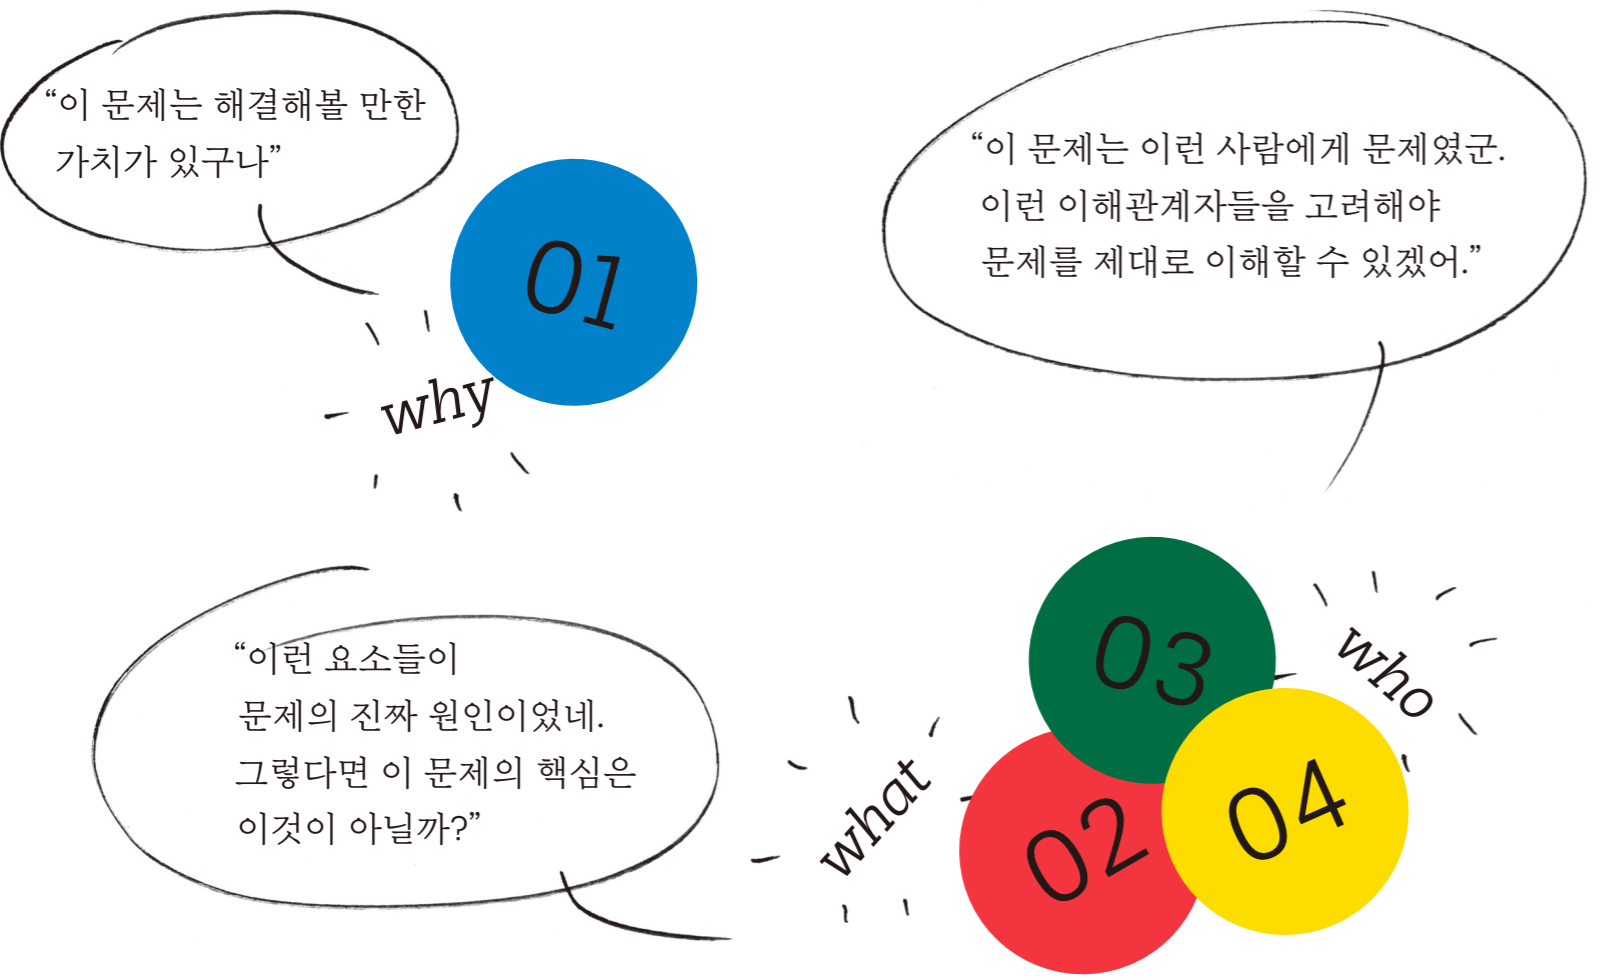 “이 문제는 해결해볼 만한
가치가 있구나”
01
why
“이 문제는 이런 사람에게 문제였군.
이런 이해관계자들을 고려해야
문제를 제대로 이해할 수 있겠어.”
“이런 요소들이
문제의 진짜 원인이었네.
그렇다면 이 문제의 핵심은
이것이 아닐까?”
what
02
03
04
who